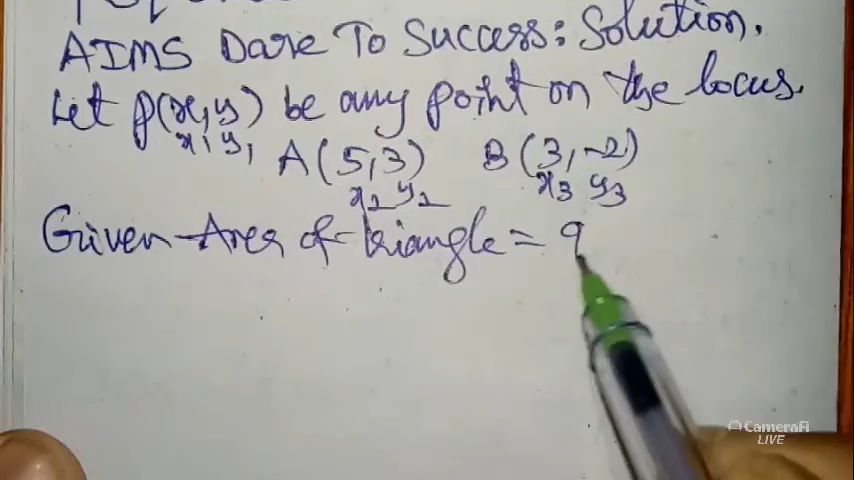 AIMS Dare To Success: Solution.
Let P(x,y) be any point on the locus.
x1 y1
A(5,3) B(3,-2)
x2 y2 x3 y3
Given Area of triangle = 9
CameraFi
LIVE